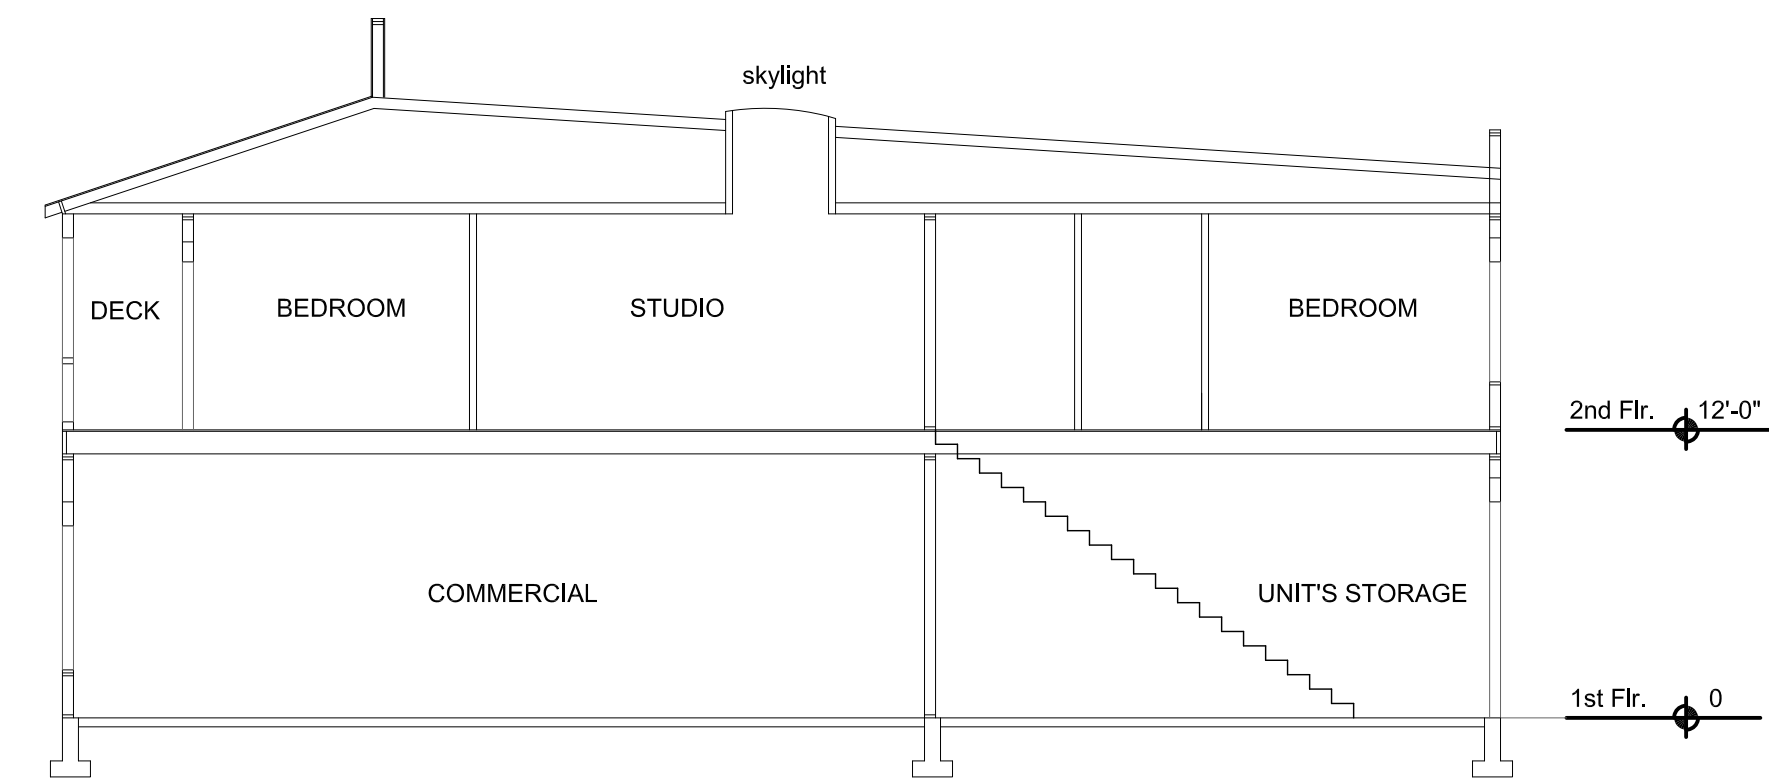 skylight
DECK
BEDROOM
STUDIO
BEDROOM
2nd Flr. 12'-0"
COMMERCIAL
UNIT'S STORAGE
1st Flr. 0